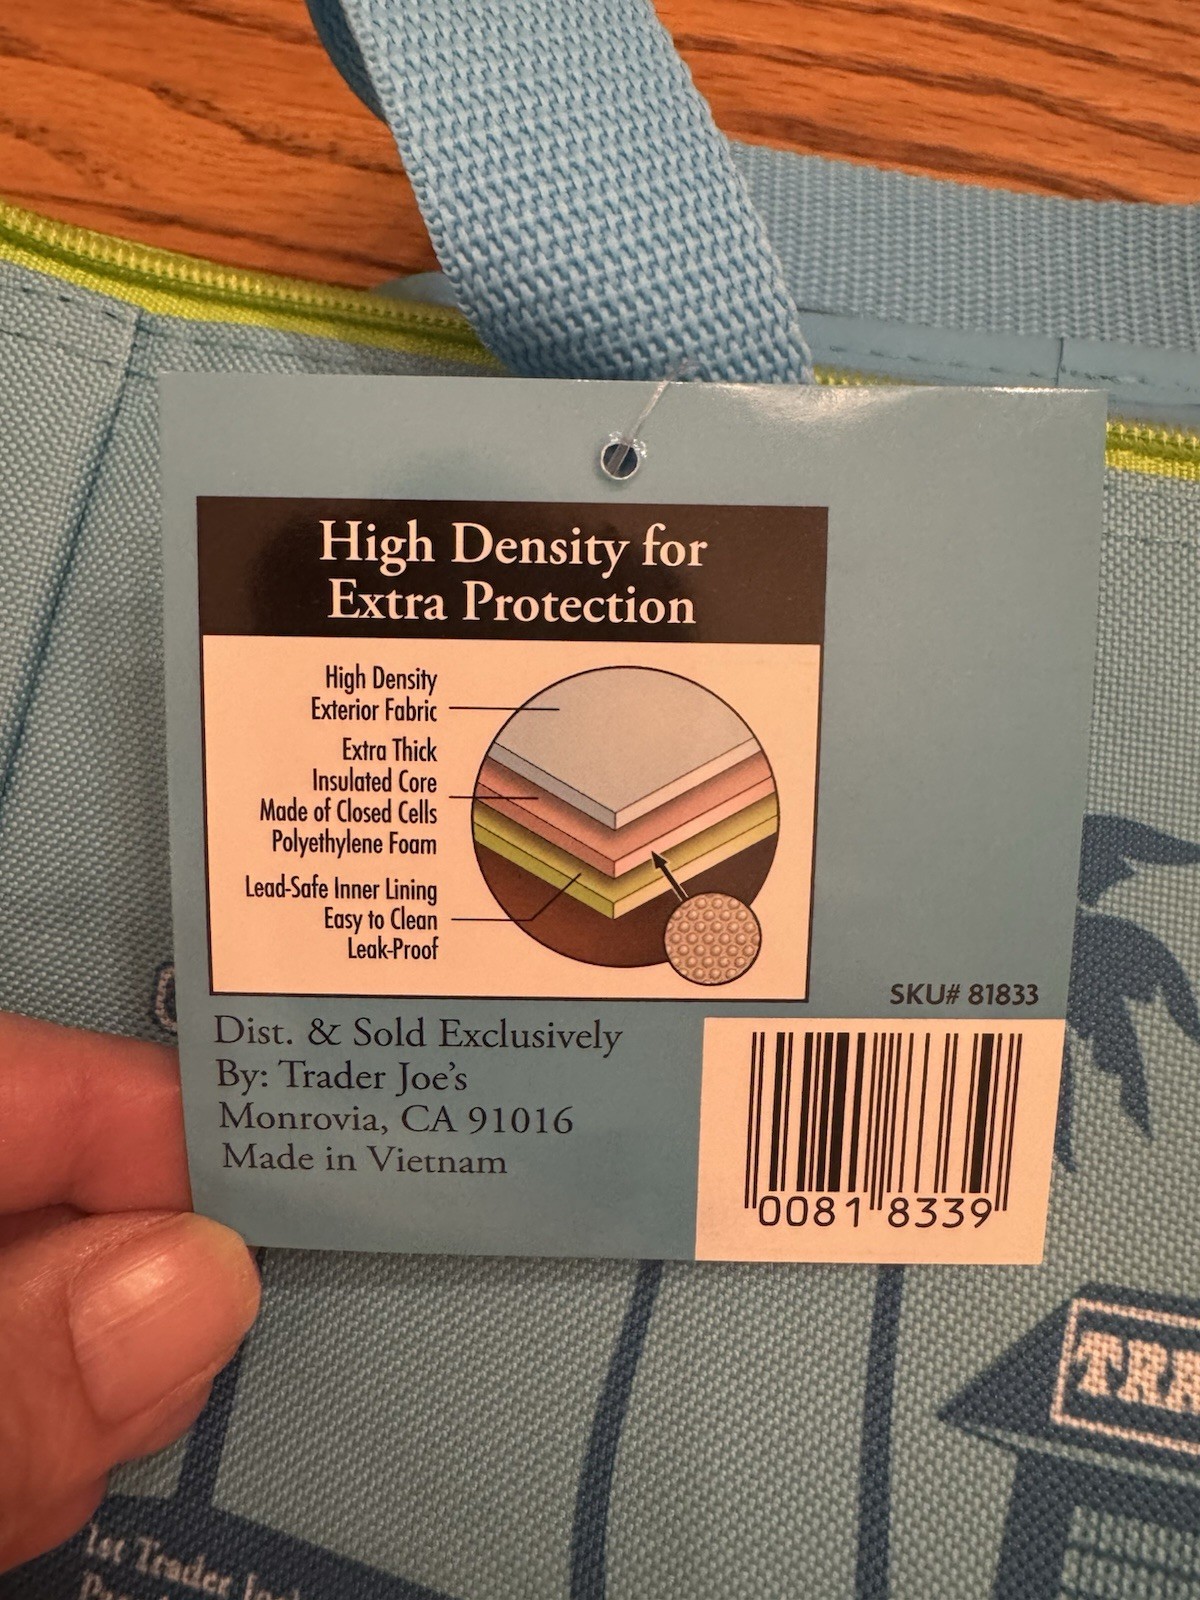 High Density for
Extra Protection
High Density
Exterior Fabric
Extra Thick
Insulated Core
Made of Closed Cells
Polyethylene Foam
Lead-Safe Inner Lining
Easy to Clean
Leak-Proof
SKU# 81833
Dist. & Sold Exclusively
By: Trader Joe's
Monrovia, CA 91016
Made in Vietnam
0081 8339
1st Trader